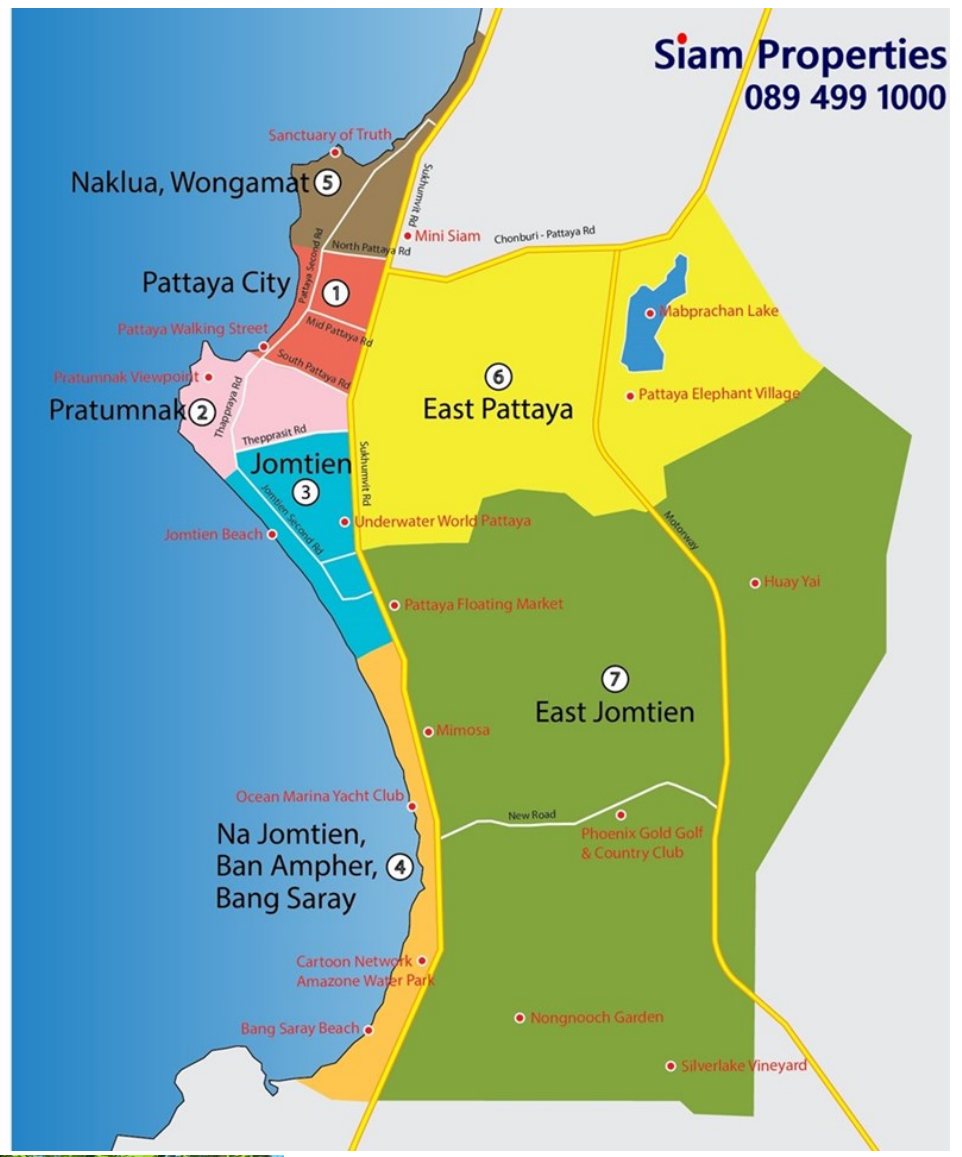 Siam Properties
089 499 1000
Sanctuary of Truth
Naklua, Wongamat 5
Sukhumvit Rd
Mini Siam
Chonburi - Pattaya Rd
North Pattaya Rd
Pattaya Second Rd
Pattaya City
1
Mabprachan Lake
Mid Pattaya Rd
Pattaya Walking Street
South Pattaya Rd
Pratumnak Viewpoint
6
East Pattaya
Pattaya Elephant Village
Pratumnak 2
Thappraya Rd
Thepprasit Rd
Jomtien
3
Sukhumvit Rd
Jomtien Second Rd
Underwater World Pattaya
Jomtien Beach
Motorway
Huay Yai
Pattaya Floating Market
7
East Jomtien
Mimosa
Ocean Marina Yacht Club
New Road
Phoenix Gold Golf
& Country Club
Na Jomtien,
Ban Ampher,
Bang Saray
4
Cartoon Network
Amazone Water Park
Bang Saray Beach
Nongnooch Garden
Silverlake Vineyard